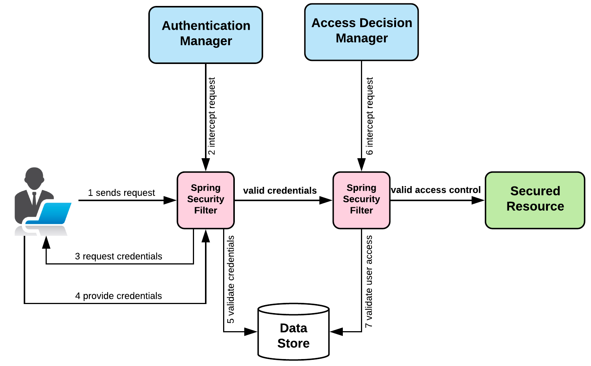 Authentication
Manager
Access Decision
Manager
2 intercept request
6 intercept request
1 sends request
Spring
Security
Filter
valid credentials
Spring
Security
Filter
valid access control
Secured
Resource
3 request credentials
4 provide credentials
5 validate credentials
7 validate user access
Data
Store